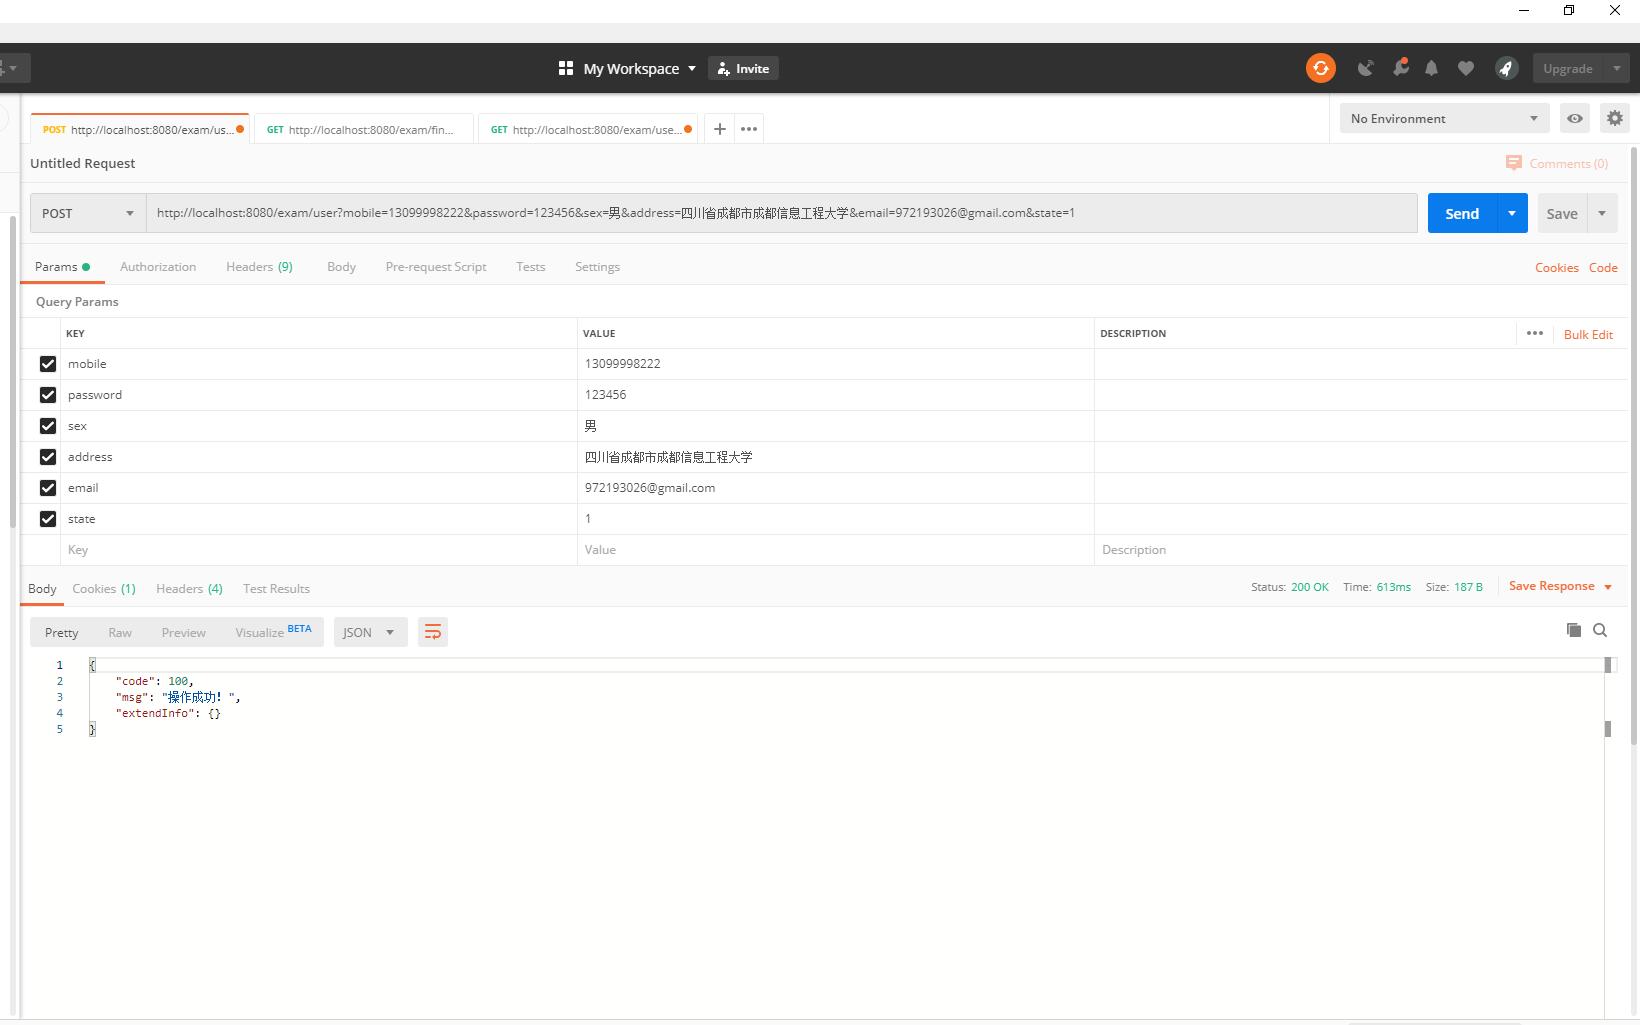 My Workspace
Invite
Upgrade
POST http://localhost:8080/exam/us...
GET http://localhost:8080/exam/fin...
GET http://localhost:8080/exam/use...
No Environment
Untitled Request
Comments (0)
POST
http://localhost:8080/exam/user?mobile=13099998222&password=123456&sex=男&address=四川省成都市成都信息工程大学&email=972193026@gmail.com&state=1
Send
Save
Params
Authorization
Headers (9)
Body
Pre-request Script
Tests
Settings
Cookies
Code
Query Params
KEY VALUE DESCRIPTION
Bulk Edit
mobile 13099998222
password 123456
sex 男
address 四川省成都市成都信息工程大学
email 972193026@gmail.com
state 1
Key Value Description
Body
Cookies (1)
Headers (4)
Test Results
Status: 200 OK
Time: 613ms
Size: 187 B
Save Response
Pretty
Raw
Preview
Visualize BETA
JSON
1 {
2 "code": 100,
3 "msg": "操作成功！",
4 "extendInfo": {}
5 }